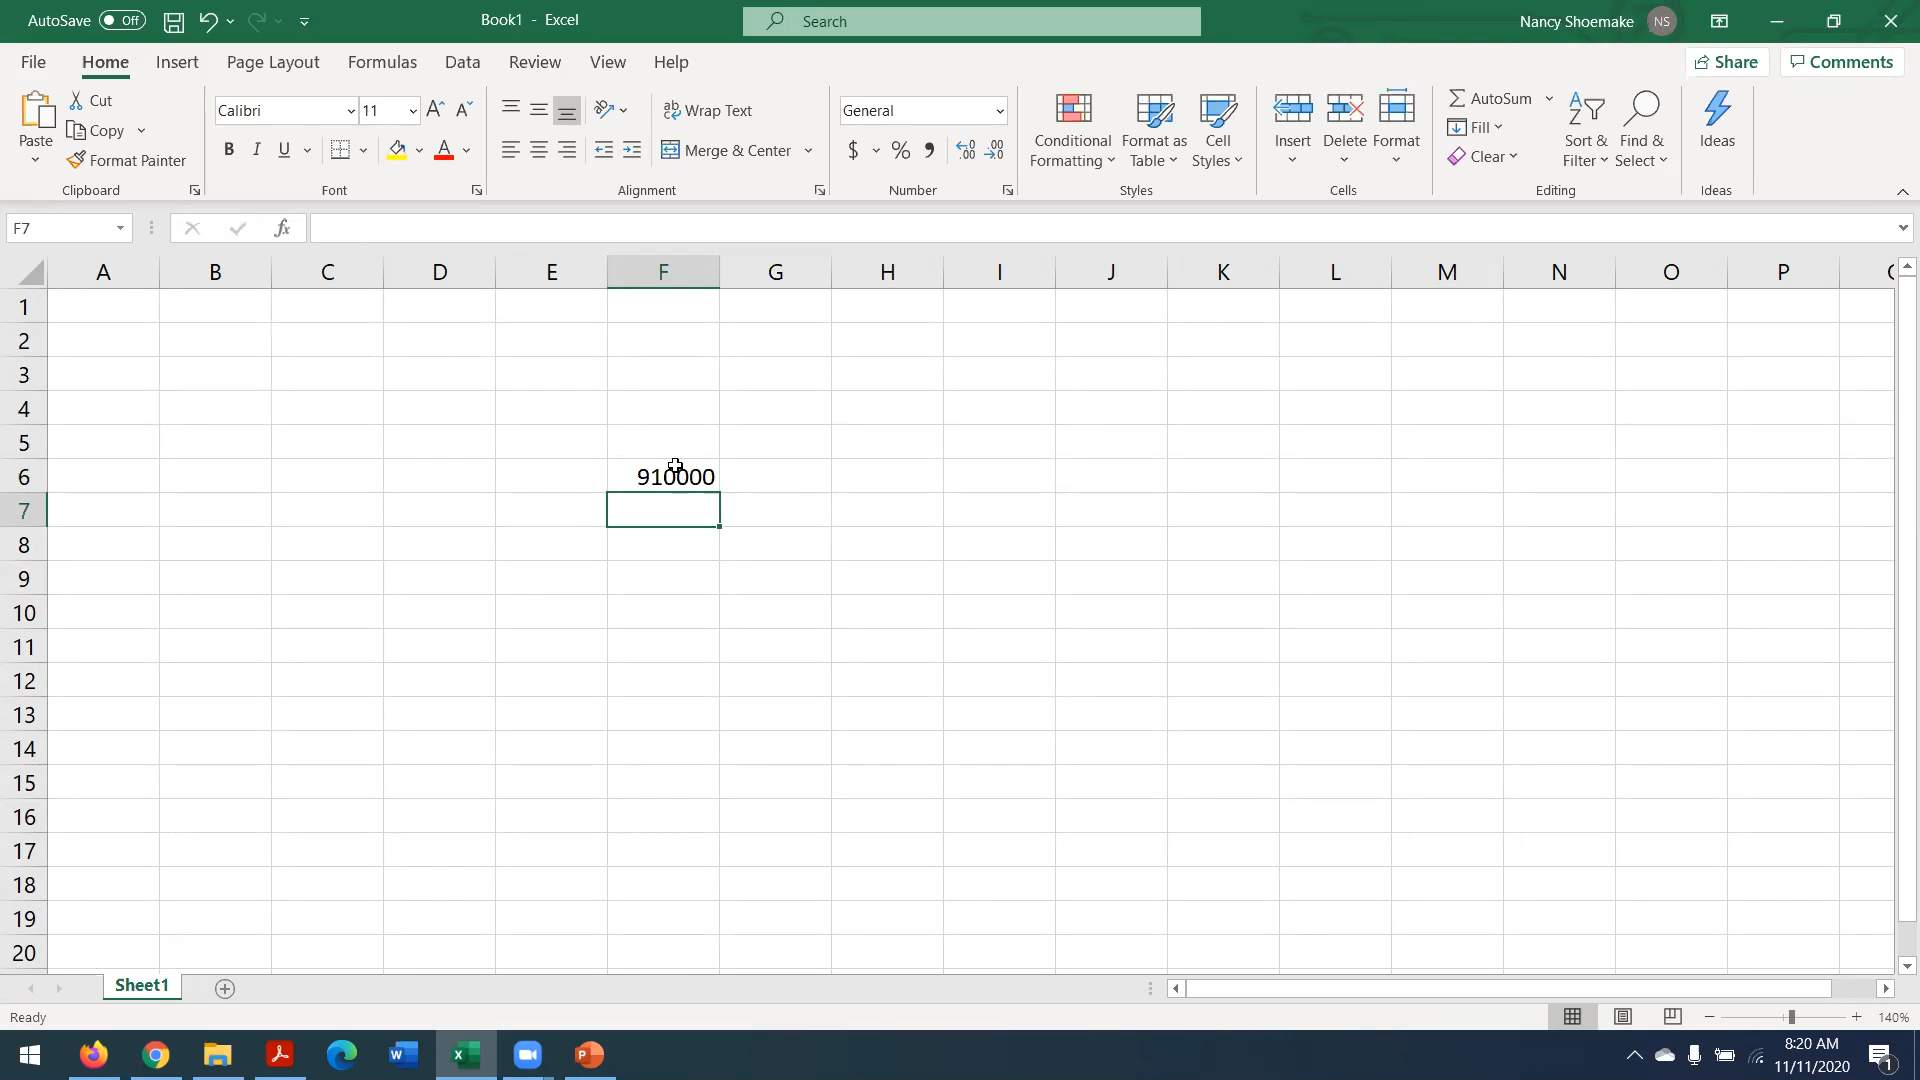 AutoSave Off Book1 - Excel Search Nancy Shoemake NS
File Home Insert Page Layout Formulas Data Review View Help Share Comments
Paste Cut Copy Format Painter Clipboard
Calibri 11 B I U A Font
Wrap Text Merge & Center Alignment
General $ % Number
Conditional Formatting Format as Table Cell Styles Styles
Insert Delete Format Cells
AutoSum Fill Clear Sort & Filter Find & Select Editing
Ideas Ideas
F7 fx
A B C D E F G H I J K L M N O P
1
2
3
4
5
6 910000
7
8
9
10
11
12
13
14
15
16
17
18
19
20
Sheet1
Ready 140%
8:20 AM
11/11/2020 1